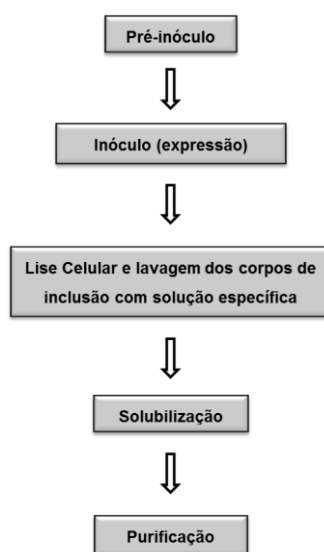 Pré-inóculo
Inóculo (expressão)
Lise Celular e lavagem dos corpos de
inclusão com solução específica
Solubilização
Purificação